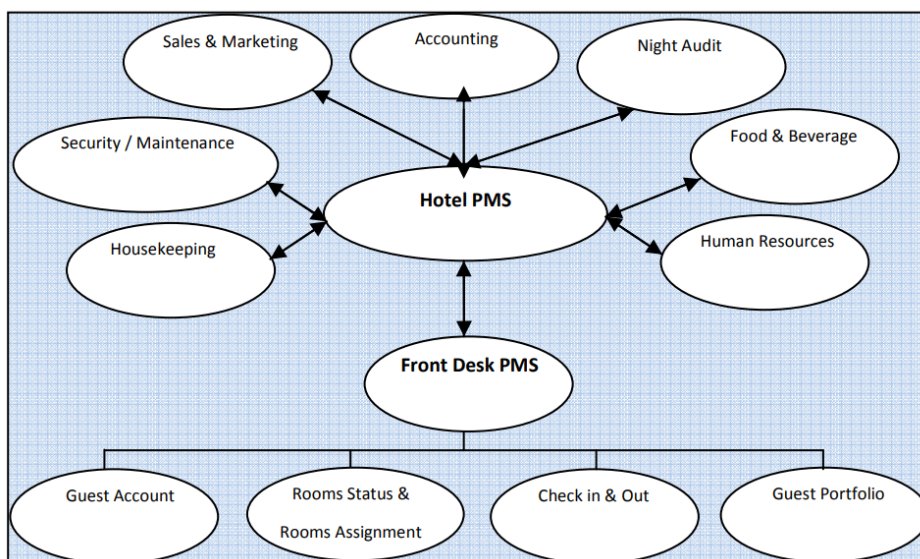 Sales & Marketing
Accounting
Night Audit
Security / Maintenance
Food & Beverage
Hotel PMS
Housekeeping
Human Resources
Front Desk PMS
Guest Account
Rooms Status &
Rooms Assignment
Check in & Out
Guest Portfolio